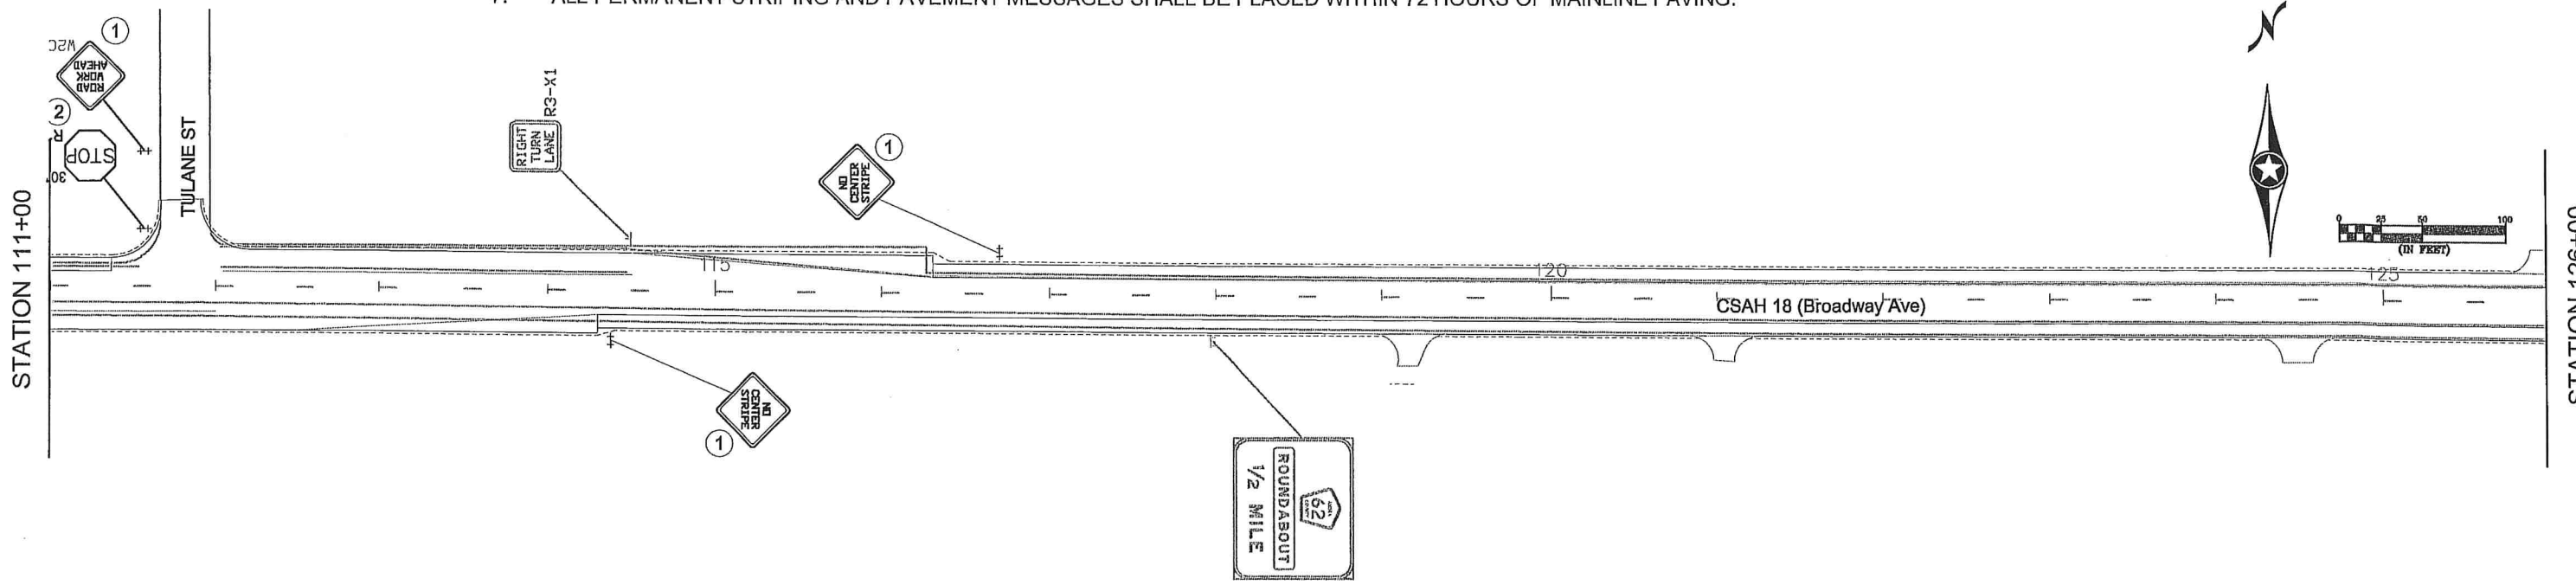 ALL PERMANENT STRIPING AND PAVEMENT MESSAGES SHALL BE PLACED WITHIN 72 HOURS OF MAINLINE PAVING.
N
1
W2C
ROAD
WORK
AHEAD
2
R
STOP
30
TULANE ST
RIGHT
TURN
LANE
R3-X1
NO
CENTER
STRIPE
1
0 25 50 100
(IN FEET)
STATION 111+00
115
120
125
CSAH 18 (Broadway Ave)
STATION 126+00
NO
CENTER
STRIPE
1
62
COUNTY
ROUNDABOUT
1/2 MILE